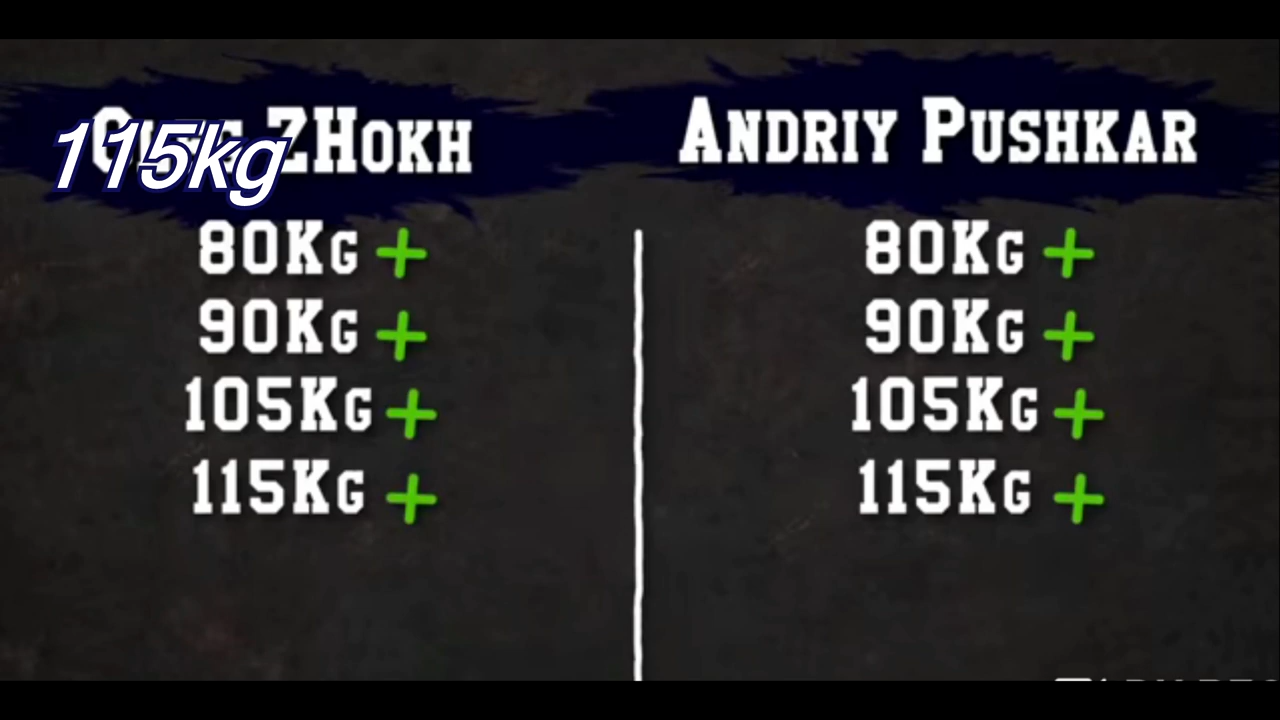 115kg
ZHOKH
ANDRIY PUSHKAR
80KG +
90KG +
105KG +
115KG +
80KG +
90KG +
105KG +
115KG +